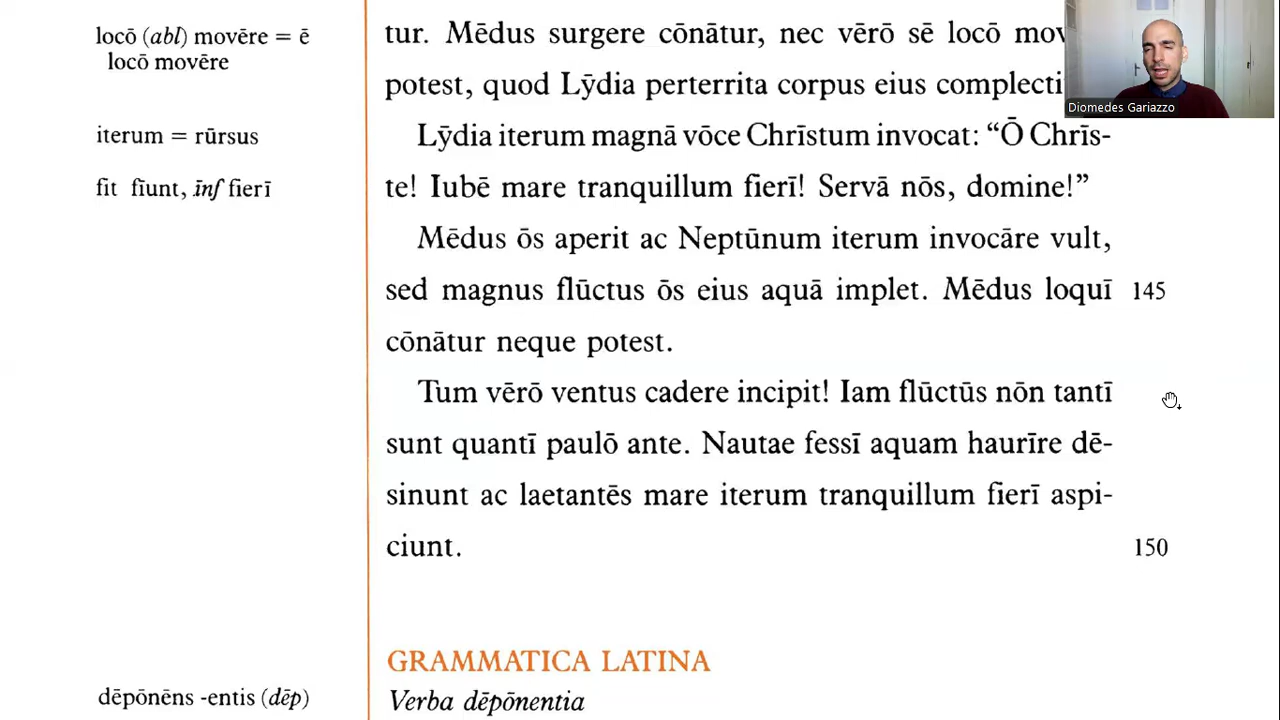 locō (abl) movēre = ē
locō movēre
iterum = rūrsus
fit fīunt, īnf fierī
tur. Mēdus surgere cōnātur, nec vērō sē locō
potest, quod Lȳdia perterrita corpus eius
Lȳdia iterum magnā vōce Chrīstum invocat: “Ō Chrīs-
te! Iubē mare tranquillum fierī! Servā nōs, domine!”
Mēdus ōs aperit ac Neptūnum iterum invocāre vult,
sed magnus flūctus ōs eius aquā implet. Mēdus loquī 145
cōnātur neque potest.
Tum vērō ventus cadere incipit! Iam flūctūs nōn tantī
sunt quantī paulō ante. Nautae fessī aquam haurīre dē-
sinunt ac laetantēs mare iterum tranquillum fierī aspi-
ciunt. 150
GRAMMATICA LATINA
dēpōnēns -entis (dēp)
Verba dēpōnentia
Diomedes Gariazzo